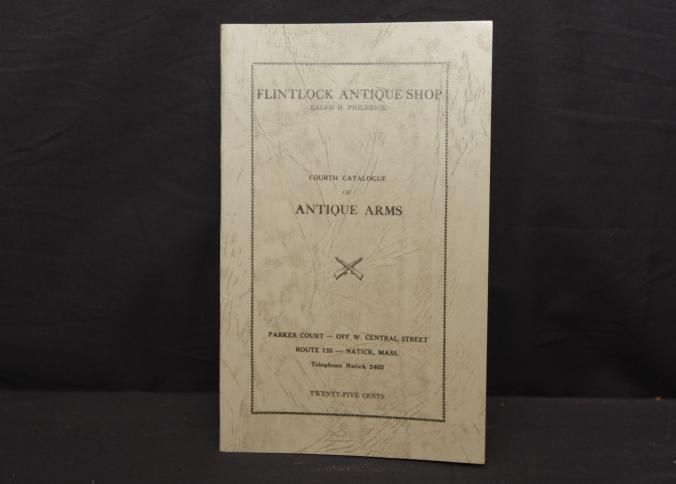 FLINTLOCK ANTIQUE SHOP
RALPH H. PHILBRICK
FOURTH CATALOGUE
OF
ANTIQUE ARMS
PARKER COURT — OFF W. CENTRAL STREET
ROUTE 135 — NATICK, MASS.
Telephone Natick 2402
TWENTY-FIVE CENTS